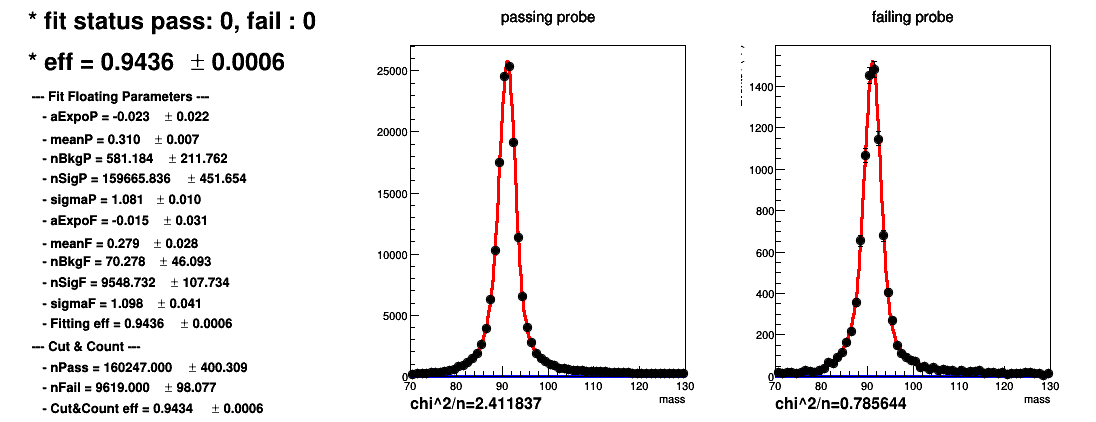 * fit status pass: 0, fail : 0
* eff = 0.9436 ± 0.0006
--- Fit Floating Parameters ---
- aExpoP = -0.023 ± 0.022
- meanP = 0.310 ± 0.007
- nBkgP = 581.184 ± 211.762
- nSigP = 159665.836 ± 451.654
- sigmaP = 1.081 ± 0.010
- aExpoF = -0.015 ± 0.031
- meanF = 0.279 ± 0.028
- nBkgF = 70.278 ± 46.093
- nSigF = 9548.732 ± 107.734
- sigmaF = 1.098 ± 0.041
- Fitting eff = 0.9436 ± 0.0006
--- Cut & Count ---
- nPass = 160247.000 ± 400.309
- nFail = 9619.000 ± 98.077
- Cut&Count eff = 0.9434 ± 0.0006
passing probe
25000
20000
15000
10000
5000
0
70 80 90 100 110 120 130
mass
chi^2/n=2.411837
failing probe
1400
1200
1000
800
600
400
200
0
70 80 90 100 110 120 130
mass
chi^2/n=0.785644